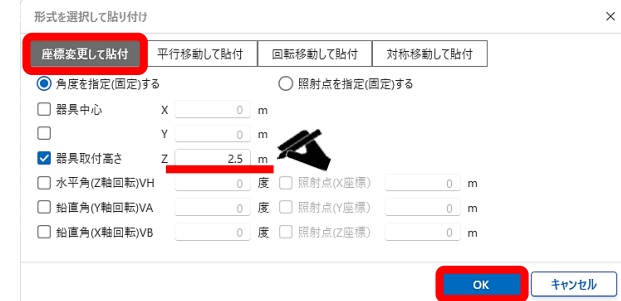 形式を選択して貼り付け
座標変更して貼付 平行移動して貼付 回転移動して貼付 対称移動して貼付
角度を指定(固定)する 照射点を指定(固定)する
器具中心 X 0 m
Y 0 m
器具取付高さ Z 2.5 m
水平角(Z軸回転)VH 0 度 照射点(X座標) 0 m
鉛直角(Y軸回転)VA 0 度 照射点(Y座標) 0 m
鉛直角(X軸回転)VB 0 度 照射点(Z座標) 0 m
OK キャンセル